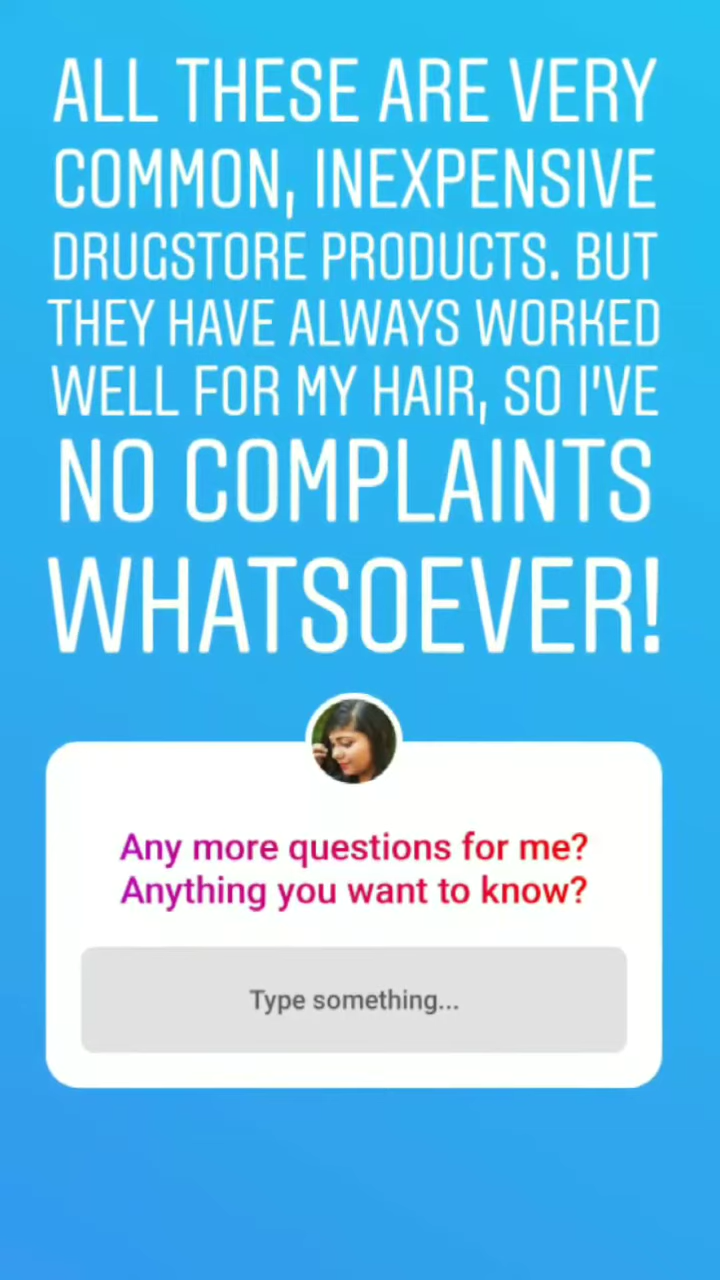 ALL THESE ARE VERY
COMMON, INEXPENSIVE
DRUGSTORE PRODUCTS. BUT
THEY HAVE ALWAYS WORKED
WELL FOR MY HAIR, SO I'VE
NO COMPLAINTS
WHATSOEVER!
Any more questions for me?
Anything you want to know?
Type something...